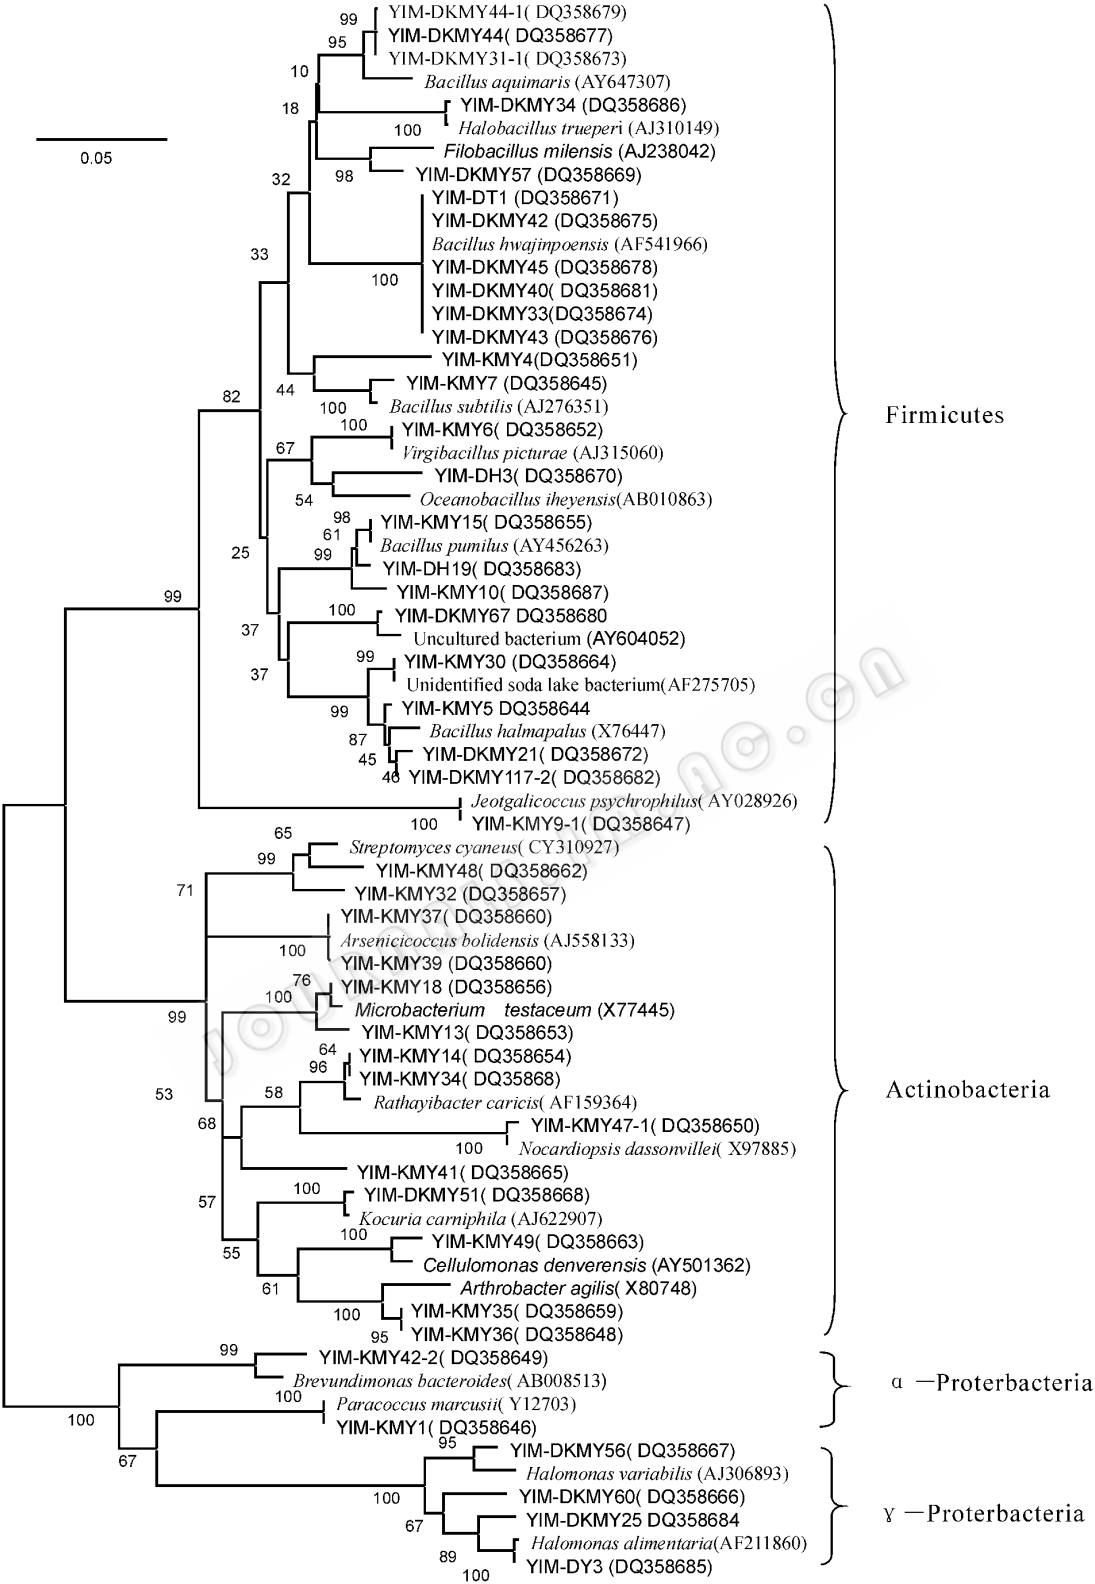 99
YIM-DKMY44-1( DQ358679)
YIM-DKMY44( DQ358677)
95
YIM-DKMY31-1( DQ358673)
10
Bacillus aquimaris (AY647307)
18
YIM-DKMY34 (DQ358686)
100
Halobacillus trueperi (AJ310149)
0.05
Filobacillus milensis (AJ238042)
98
YIM-DKMY57 (DQ358669)
32
YIM-DT1 (DQ358671)
YIM-DKMY42 (DQ358675)
33
Bacillus hwajinpoensis (AF541966)
100
YIM-DKMY45 (DQ358678)
YIM-DKMY40( DQ358681)
YIM-DKMY33(DQ358674)
YIM-DKMY43 (DQ358676)
YIM-KMY4(DQ358651)
44
YIM-KMY7 (DQ358645)
82
100
Bacillus subtilis (AJ276351)
Firmicutes
100
YIM-KMY6( DQ358652)
67
Virgibacillus picturae (AJ315060)
YIM-DH3( DQ358670)
54
Oceanobacillus iheyensis(AB010863)
98
YIM-KMY15( DQ358655)
61
Bacillus pumilus (AY456263)
25
99
YIM-DH19( DQ358683)
YIM-KMY10( DQ358687)
99
100
YIM-DKMY67 DQ358680
37
Uncultured bacterium (AY604052)
99
YIM-KMY30 (DQ358664)
37
Unidentified soda lake bacterium(AF275705)
99
YIM-KMY5 DQ358644
87
Bacillus halmapalus (X76447)
45
YIM-DKMY21( DQ358672)
46
YIM-DKMY117-2( DQ358682)
Jeotgalicoccus psychrophilus( AY028926)
100
YIM-KMY9-1( DQ358647)
65
Streptomyces cyaneus( CY310927)
99
YIM-KMY48( DQ358662)
71
YIM-KMY32 (DQ358657)
YIM-KMY37( DQ358660)
100
Arsenicicoccus bolidensis (AJ558133)
YIM-KMY39 (DQ358660)
76
YIM-KMY18 (DQ358656)
100
Microbacterium testaceum (X77445)
99
YIM-KMY13( DQ358653)
64
YIM-KMY14( DQ358654)
96
YIM-KMY34( DQ35868)
53
58
Rathayibacter caricis( AF159364)
Actinobacteria
68
YIM-KMY47-1( DQ358650)
100
Nocardiopsis dassonvillei( X97885)
YIM-KMY41( DQ358665)
57
100
YIM-DKMY51( DQ358668)
Kocuria carniphila (AJ622907)
55
100
YIM-KMY49( DQ358663)
Cellulomonas denverensis (AY501362)
61
Arthrobacter agilis( X80748)
100
YIM-KMY35( DQ358659)
95
YIM-KMY36( DQ358648)
99
YIM-KMY42-2( DQ358649)
Brevundimonas bacteroides( AB008513)
α —Proterbacteria
100
Paracoccus marcusii( Y12703)
100
YIM-KMY1( DQ358646)
67
95
YIM-DKMY56( DQ358667)
Halomonas variabilis (AJ306893)
100
YIM-DKMY60( DQ358666)
67
YIM-DKMY25 DQ358684
γ —Proterbacteria
Halomonas alimentaria(AF211860)
89
YIM-DY3 (DQ358685)
100